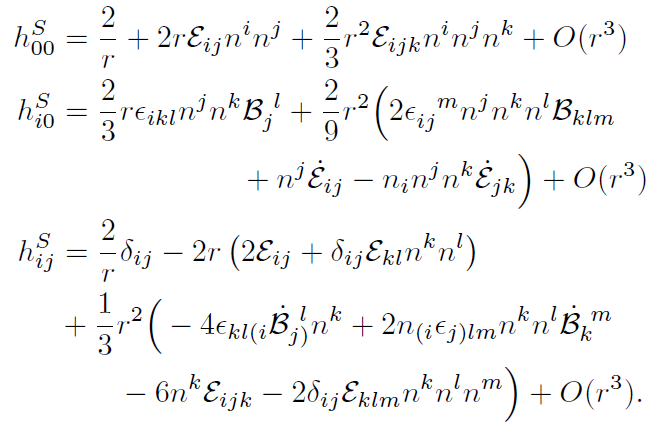 h^S_{00} = \frac{2}{r} + 2r\mathcal{E}_{ij}n^i n^j + \frac{2}{3}r^2\mathcal{E}_{ijk}n^i n^j n^k + O(r^3)
h^S_{i0} = \frac{2}{3}r\epsilon_{ikl}n^j n^k \mathcal{B}_j{}^l + \frac{2}{9}r^2\Big(2\epsilon_{ij}{}^m n^j n^k n^l \mathcal{B}_{klm}
+ n^j\dot{\mathcal{E}}_{ij} - n_i n^j n^k \dot{\mathcal{E}}_{jk}\Big) + O(r^3)
h^S_{ij} = \frac{2}{r}\delta_{ij} - 2r\left(2\mathcal{E}_{ij} + \delta_{ij}\mathcal{E}_{kl}n^k n^l\right)
+ \frac{1}{3}r^2\Big(-4\epsilon_{kl(i}\dot{\mathcal{B}}_{j)}{}^l n^k + 2n_{(i}\epsilon_{j)lm}n^k n^l \dot{\mathcal{B}}_k{}^m
- 6n^k\mathcal{E}_{ijk} - 2\delta_{ij}\mathcal{E}_{klm}n^k n^l n^m\Big) + O(r^3).